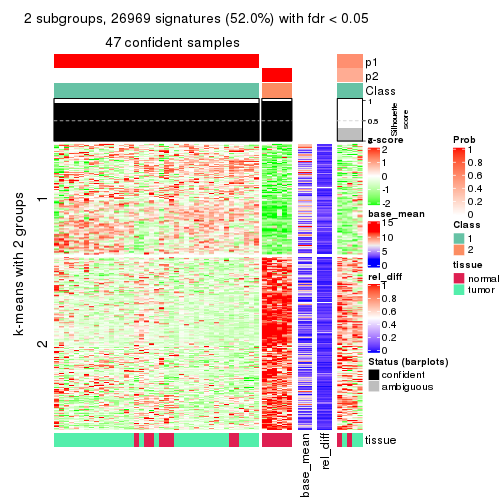 2 subgroups, 26969 signatures (52.0%) with fdr < 0.05
47 confident samples
p1
p2
Class
1
0.5
Silhouette
score
k-means with 2 groups
1
2
z-score
2
1
0
-1
-2
base_mean
15
10
5
0
rel_diff
1
0.8
0.6
0.4
0.2
0
Status (barplots)
confident
ambiguous
Prob
1
0.8
0.6
0.4
0.2
0
Class
1
2
tissue
normal
tumor
tissue
base_mean
rel_diff